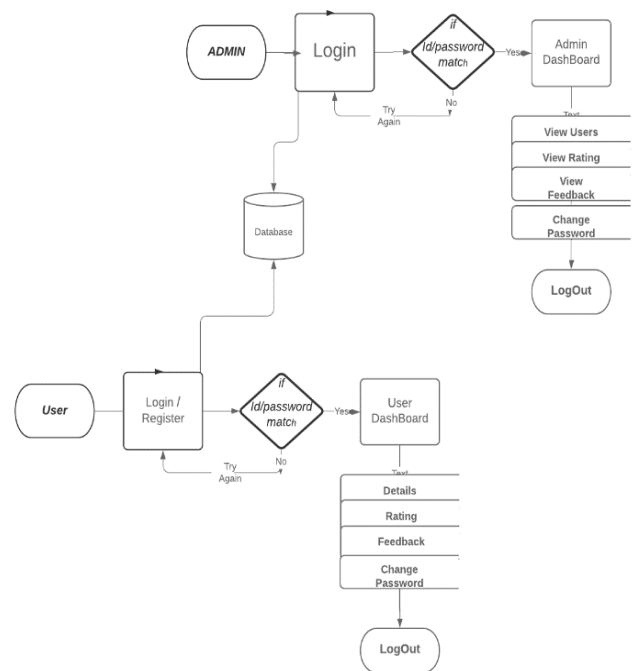 ADMIN
Login
if
Id/password
match
Yes
Admin
DashBoard
No
Try
Again
Text
View Users
View Rating
View
Feedback
Change
Password
LogOut
Database
User
Login /
Register
if
Id/password
match
Yes
User
DashBoard
No
Try
Again
Text
Details
Rating
Feedback
Change
Password
LogOut